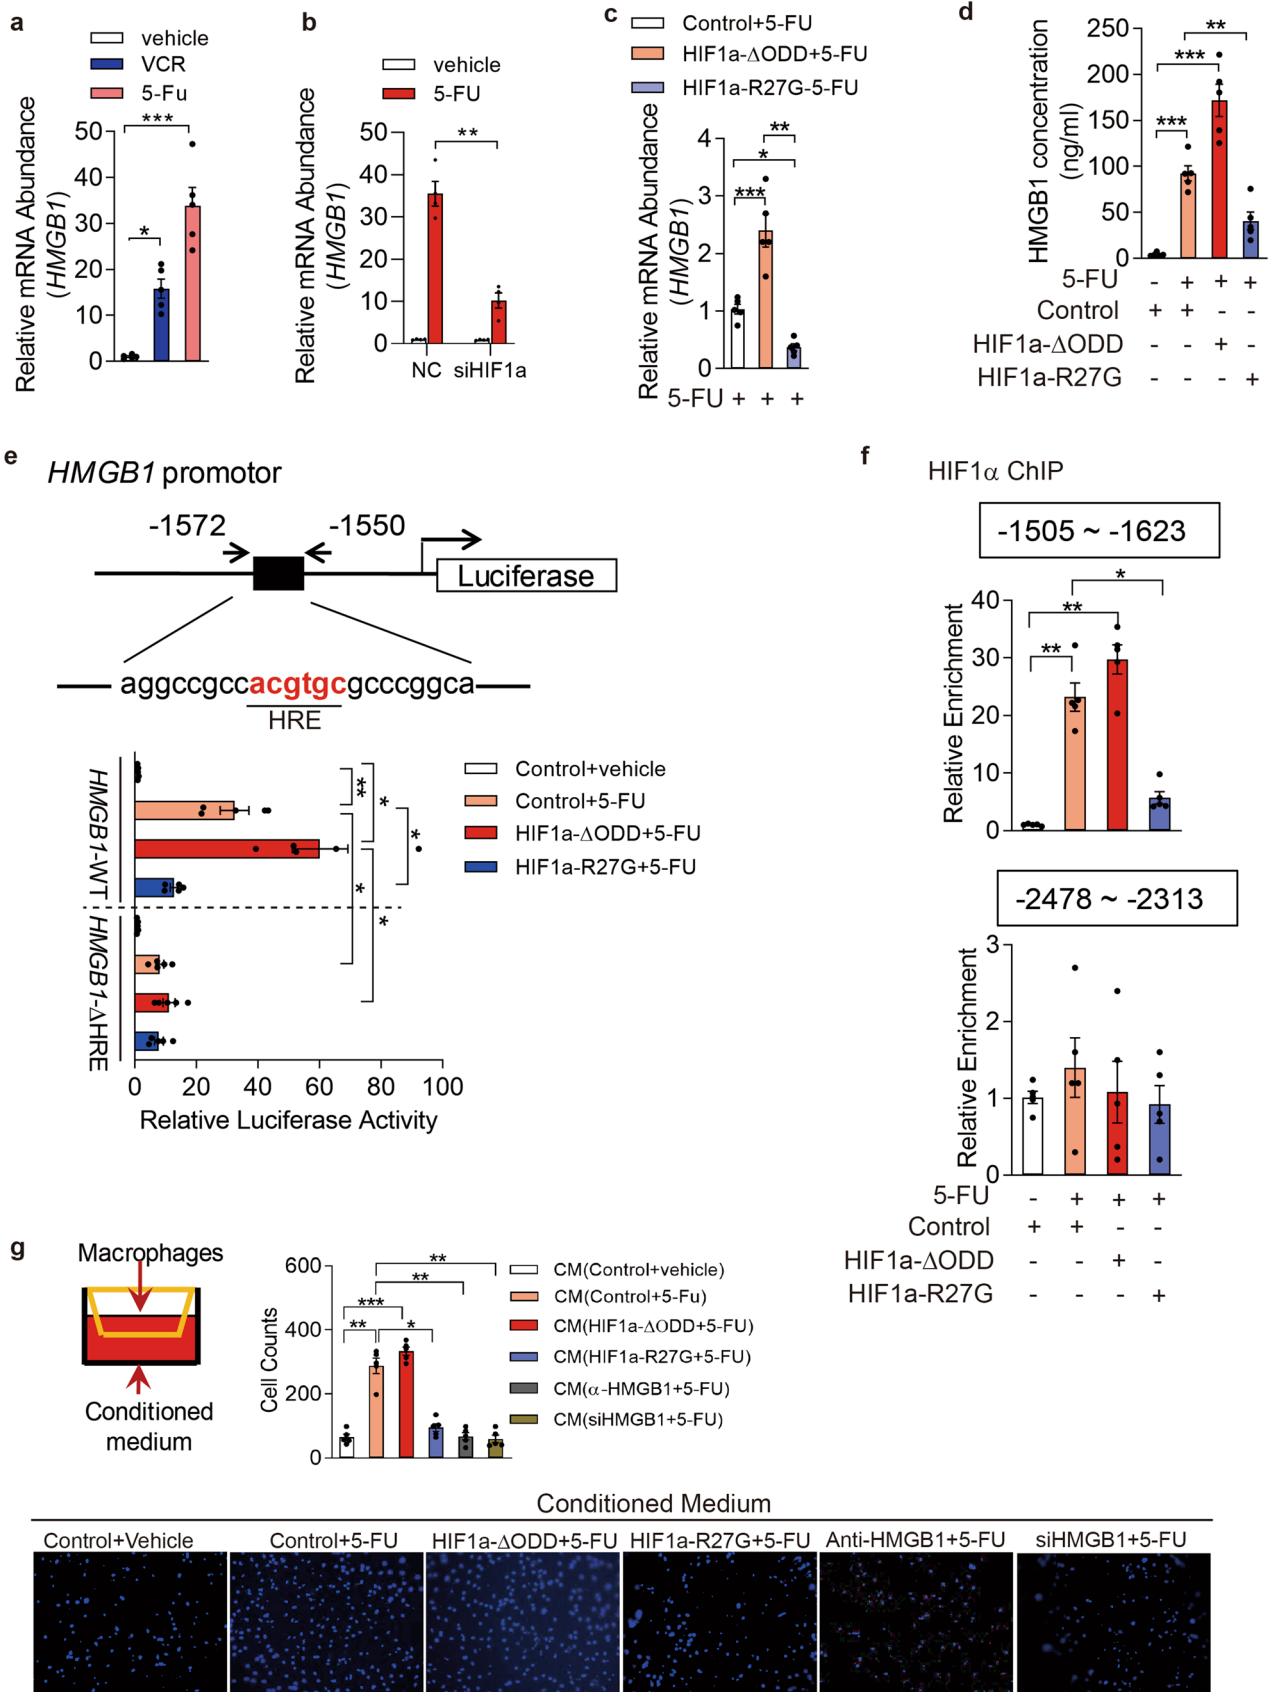 a
vehicle
VCR
5-Fu
Relative mRNA Abundance
(HMGB1)
50
40
30
20
10
0
***
*
b
vehicle
5-FU
Relative mRNA Abundance
(HMGB1)
50
40
30
20
10
0
**
NC siHIF1a
c
Control+5-FU
HIF1a-ΔODD+5-FU
HIF1a-R27G-5-FU
Relative mRNA Abundance
(HMGB1)
4
3
2
1
0
**
*
***
5-FU + + +
d
HMGB1 concentration
(ng/ml)
250
200
150
100
50
0
**
***
***
5-FU - + + +
Control + + - -
HIF1a-ΔODD - - + -
HIF1a-R27G - - - +
e
HMGB1 promotor
-1572 -1550
Luciferase
aggccgccacgtgcgcccggca
HRE
HMGB1-WT
HMGB1-ΔHRE
**
*
*
*
*
Control+vehicle
Control+5-FU
HIF1a-ΔODD+5-FU
HIF1a-R27G+5-FU
0 20 40 60 80 100
Relative Luciferase Activity
f
HIF1α ChIP
-1505 ~ -1623
Relative Enrichment
40
30
20
10
0
*
**
**
-2478 ~ -2313
Relative Enrichment
3
2
1
0
5-FU - + + +
Control + + - -
HIF1a-ΔODD - - + -
HIF1a-R27G - - - +
g
Macrophages
Conditioned
medium
Cell Counts
600
400
200
0
**
**
***
** *
CM(Control+vehicle)
CM(Control+5-Fu)
CM(HIF1a-ΔODD+5-FU)
CM(HIF1a-R27G+5-FU)
CM(α-HMGB1+5-FU)
CM(siHMGB1+5-FU)
Conditioned Medium
Control+Vehicle Control+5-FU HIF1a-ΔODD+5-FU HIF1a-R27G+5-FU Anti-HMGB1+5-FU siHMGB1+5-FU